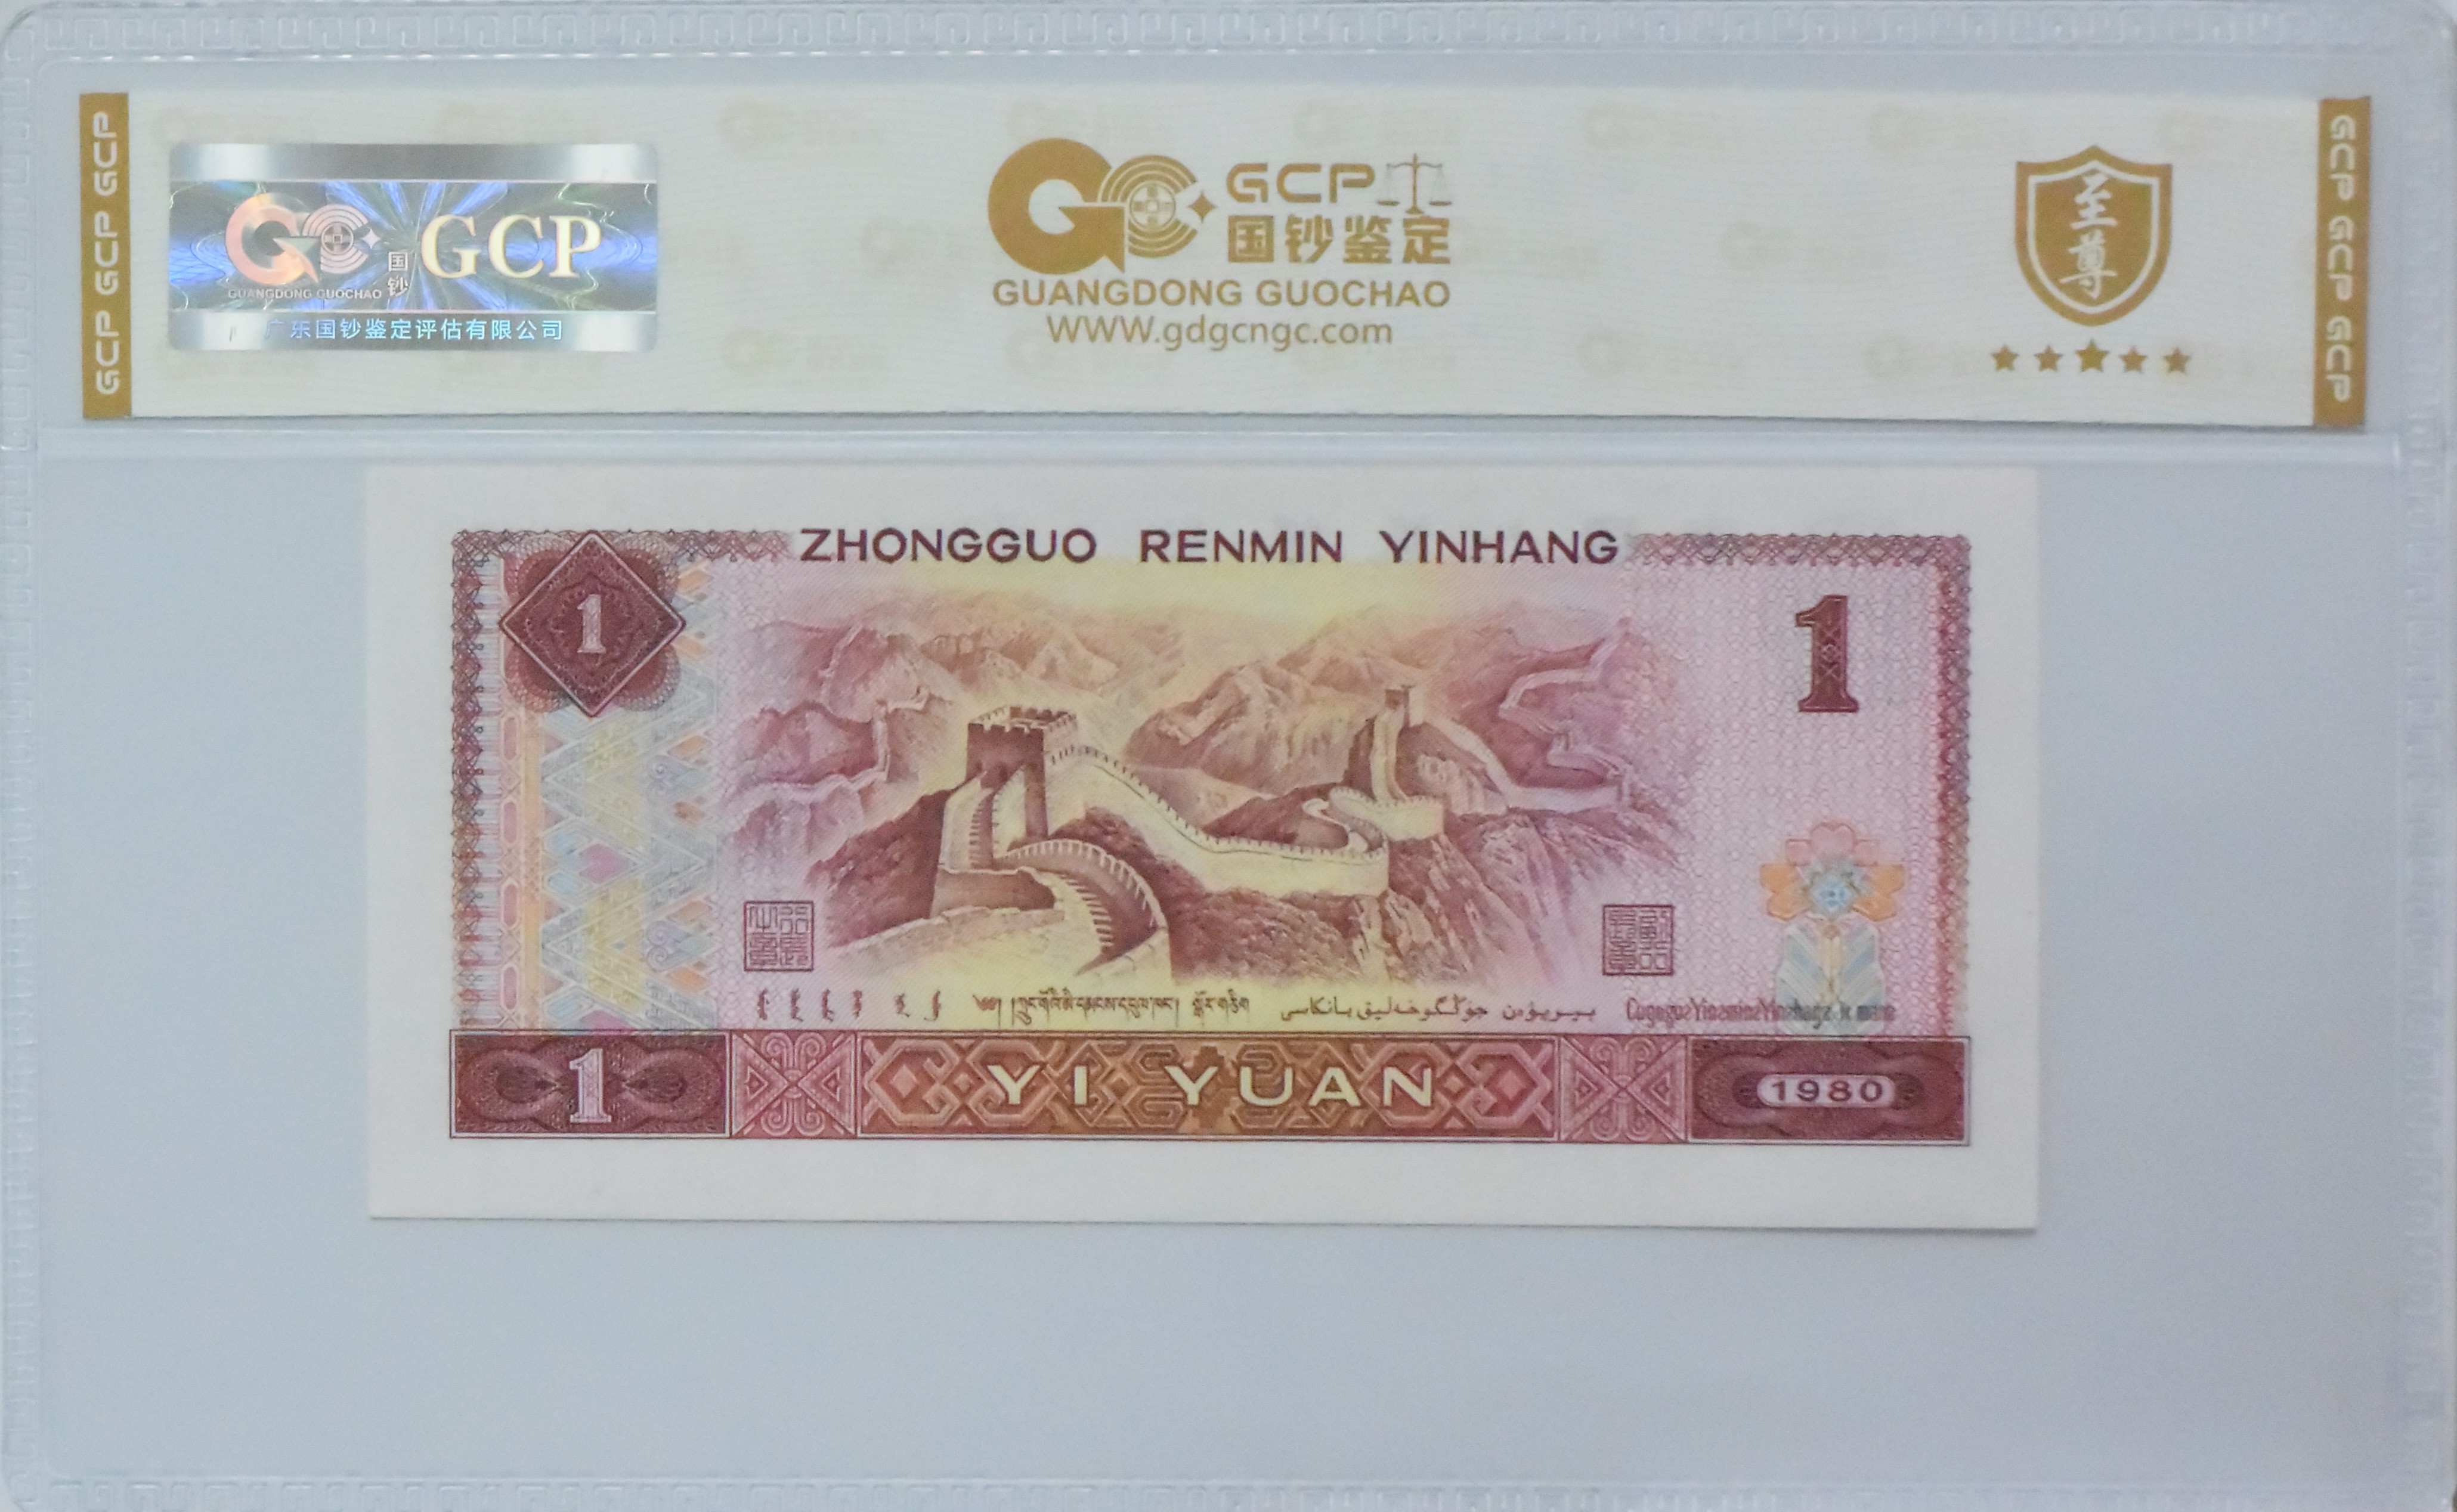 GCP GCP GCP
国钞
GCP
GUANGDONG GUOCHAO
广东国钞鉴定评估有限公司
GCP
国钞鉴定
GUANGDONG GUOCHAO
WWW.gdgcngc.com
至尊
GCP GCP GCP
ZHONGGUO RENMIN YINHANG
1
1
1
YI YUAN
1980